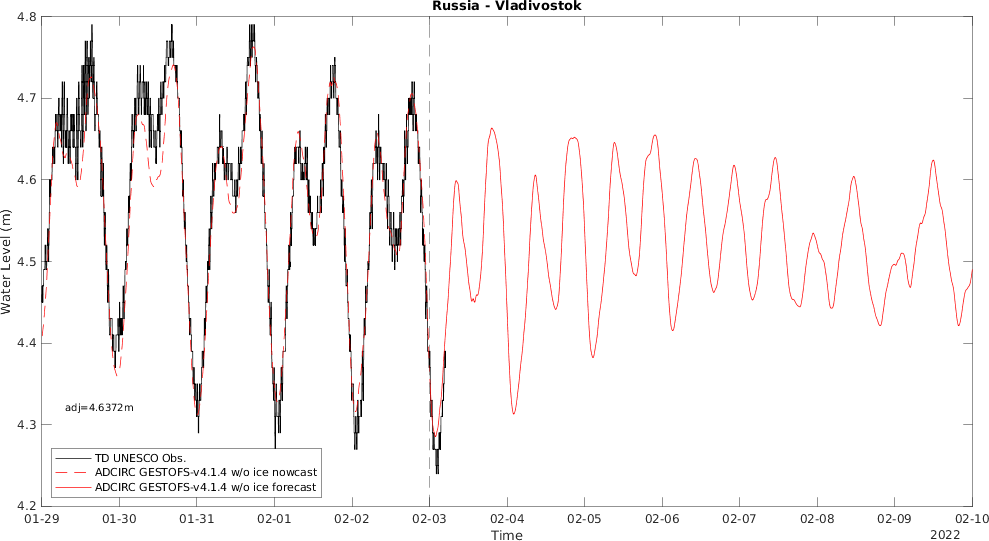 Russia - Vladivostok
4.8
4.7
4.6
4.5
4.4
4.3
4.2
Water Level (m)
adj=4.6372m
TD UNESCO Obs.
ADCIRC GESTOFS-v4.1.4 w/o ice nowcast
ADCIRC GESTOFS-v4.1.4 w/o ice forecast
01-29 01-30 01-31 02-01 02-02 02-03 02-04 02-05 02-06 02-07 02-08 02-09 02-10
Time
2022